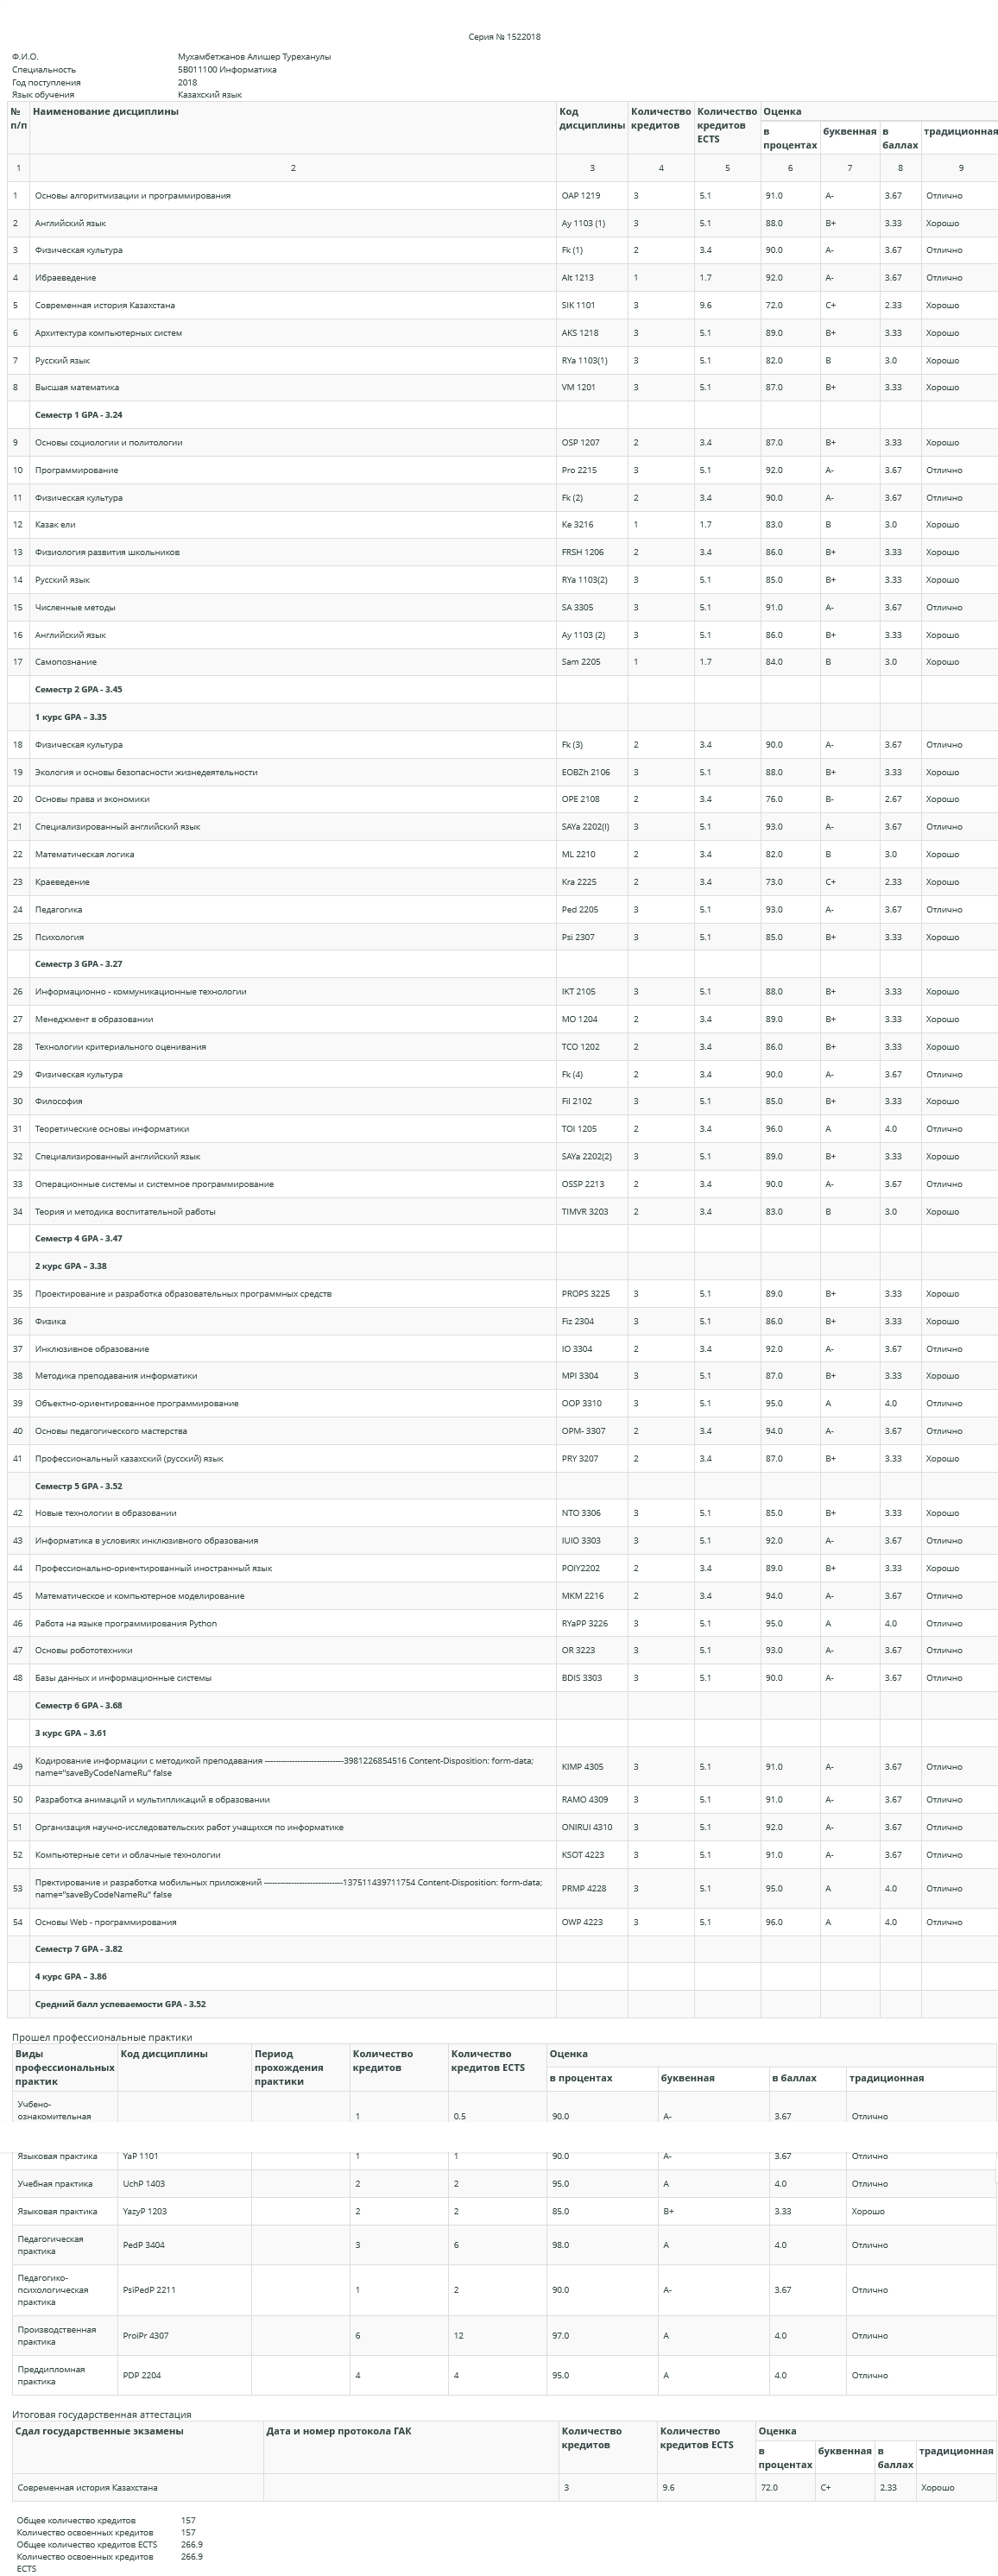 Серия № 1522018
Ф.И.О. Мухамбетжанов Алишер Туреханулы
Специальность 5В011100 Информатика
Год поступления 2018
Язык обучения Казахский язык
№ п/п Наименование дисциплины Код дисциплины Количество кредитов Количество кредитов ECTS Оценка
в процентах буквенная в баллах традиционная
1 2 3 4 5 6 7 8 9
1 Основы алгоритмизации и программирования OAP 1219 3 5.1 91.0 A- 3.67 Отлично
2 Английский язык Ay 1103 (1) 3 5.1 88.0 B+ 3.33 Хорошо
3 Физическая культура Fk (1) 2 3.4 90.0 A- 3.67 Отлично
4 Ибраеведение Alt 1213 1 1.7 92.0 A- 3.67 Отлично
5 Современная история Казахстана SIK 1101 3 9.6 72.0 C+ 2.33 Хорошо
6 Архитектура компьютерных систем AKS 1218 3 5.1 89.0 B+ 3.33 Хорошо
7 Русский язык RYa 1103(1) 3 5.1 82.0 B 3.0 Хорошо
8 Высшая математика VM 1201 3 5.1 87.0 B+ 3.33 Хорошо
Семестр 1 GPA - 3.24
9 Основы социологии и политологии OSP 1207 2 3.4 87.0 B+ 3.33 Хорошо
10 Программирование Pro 2215 3 5.1 92.0 A- 3.67 Отлично
11 Физическая культура Fk (2) 2 3.4 90.0 A- 3.67 Отлично
12 Казак ели Ke 3216 1 1.7 83.0 B 3.0 Хорошо
13 Физиология развития школьников FRSH 1206 2 3.4 86.0 B+ 3.33 Хорошо
14 Русский язык RYa 1103(2) 3 5.1 85.0 B+ 3.33 Хорошо
15 Численные методы SA 3305 3 5.1 91.0 A- 3.67 Отлично
16 Английский язык Ay 1103 (2) 3 5.1 86.0 B+ 3.33 Хорошо
17 Самопознание Sam 2205 1 1.7 84.0 B 3.0 Хорошо
Семестр 2 GPA - 3.45
1 курс GPA – 3.35
18 Физическая культура Fk (3) 2 3.4 90.0 A- 3.67 Отлично
19 Экология и основы безопасности жизнедеятельности EOBZh 2106 3 5.1 88.0 B+ 3.33 Хорошо
20 Основы права и экономики OPE 2108 2 3.4 76.0 B- 2.67 Хорошо
21 Специализированный английский язык SAYa 2202(I) 3 5.1 93.0 A- 3.67 Отлично
22 Математическая логика ML 2210 2 3.4 82.0 B 3.0 Хорошо
23 Краеведение Kra 2225 2 3.4 73.0 C+ 2.33 Хорошо
24 Педагогика Ped 2205 3 5.1 93.0 A- 3.67 Отлично
25 Психология Psi 2307 3 5.1 85.0 B+ 3.33 Хорошо
Семестр 3 GPA - 3.27
26 Информационно - коммуникационные технологии IKT 2105 3 5.1 88.0 B+ 3.33 Хорошо
27 Менеджмент в образовании MO 1204 2 3.4 89.0 B+ 3.33 Хорошо
28 Технологии критериального оценивания TCO 1202 2 3.4 86.0 B+ 3.33 Хорошо
29 Физическая культура Fk (4) 2 3.4 90.0 A- 3.67 Отлично
30 Философия Fil 2102 3 5.1 85.0 B+ 3.33 Хорошо
31 Теоретические основы информатики TOI 1205 2 3.4 96.0 A 4.0 Отлично
32 Специализированный английский язык SAYa 2202(2) 3 5.1 89.0 B+ 3.33 Хорошо
33 Операционные системы и системное программирование OSSP 2213 2 3.4 90.0 A- 3.67 Отлично
34 Теория и методика воспитательной работы TIMVR 3203 2 3.4 83.0 B 3.0 Хорошо
Семестр 4 GPA - 3.47
2 курс GPA – 3.38
35 Проектирование и разработка образовательных программных средств PROPS 3225 3 5.1 89.0 B+ 3.33 Хорошо
36 Физика Fiz 2304 3 5.1 86.0 B+ 3.33 Хорошо
37 Инклюзивное образование IO 3304 2 3.4 92.0 A- 3.67 Отлично
38 Методика преподавания информатики MPI 3304 3 5.1 87.0 B+ 3.33 Хорошо
39 Объектно-ориентированное программирование OOP 3310 3 5.1 95.0 A 4.0 Отлично
40 Основы педагогического мастерства OPM- 3307 2 3.4 94.0 A- 3.67 Отлично
41 Профессиональный казахский (русский) язык PRY 3207 2 3.4 87.0 B+ 3.33 Хорошо
Семестр 5 GPA - 3.52
42 Новые технологии в образовании NTO 3306 3 5.1 85.0 B+ 3.33 Хорошо
43 Информатика в условиях инклюзивного образования IUIO 3303 3 5.1 92.0 A- 3.67 Отлично
44 Профессионально-ориентированный иностранный язык POIY2202 2 3.4 89.0 B+ 3.33 Хорошо
45 Математическое и компьютерное моделирование MKM 2216 2 3.4 94.0 A- 3.67 Отлично
46 Работа на языке программирования Python RYaPP 3226 3 5.1 95.0 A 4.0 Отлично
47 Основы робототехники OR 3223 3 5.1 93.0 A- 3.67 Отлично
48 Базы данных и информационные системы BDIS 3303 3 5.1 90.0 A- 3.67 Отлично
Семестр 6 GPA - 3.68
3 курс GPA – 3.61
49 Кодирование информации с методикой преподавания -----------------------------3981226854516 Content-Disposition: form-data; name="saveByCodeNameRu" false KIMP 4305 3 5.1 91.0 A- 3.67 Отлично
50 Разработка анимаций и мультипликаций в образовании RAMO 4309 3 5.1 91.0 A- 3.67 Отлично
51 Организация научно-исследовательских работ учащихся по информатике ONIRUI 4310 3 5.1 92.0 A- 3.67 Отлично
52 Компьютерные сети и облачные технологии KSOT 4223 3 5.1 91.0 A- 3.67 Отлично
53 Пректирование и разработка мобильных приложений -----------------------------137511439711754 Content-Disposition: form-data; name="saveByCodeNameRu" false PRMP 4228 3 5.1 95.0 A 4.0 Отлично
54 Основы Web - программирования OWP 4223 3 5.1 96.0 A 4.0 Отлично
Семестр 7 GPA - 3.82
4 курс GPA – 3.86
Средний балл успеваемости GPA - 3.52
Прошел профессиональные практики
Виды профессиональных практик Код дисциплины Период прохождения практики Количество кредитов Количество кредитов ECTS Оценка
в процентах буквенная в баллах традиционная
Учбено-ознакомительная 1 0.5 90.0 A- 3.67 Отлично
Языковая практика YaP 1101 1 1 90.0 A- 3.67 Отлично
Учебная практика UchP 1403 2 2 95.0 A 4.0 Отлично
Языковая практика YazyP 1203 2 2 85.0 B+ 3.33 Хорошо
Педагогическая практика PedP 3404 3 6 98.0 A 4.0 Отлично
Педагогико-психологическая практика PsiPedP 2211 1 2 90.0 A- 3.67 Отлично
Производственная практика ProiPr 4307 6 12 97.0 A 4.0 Отлично
Преддипломная практика PDP 2204 4 4 95.0 A 4.0 Отлично
Итоговая государственная аттестация
Сдал государственные экзамены Дата и номер протокола ГАК Количество кредитов Количество кредитов ECTS Оценка
в процентах буквенная в баллах традиционная
Современная история Казахстана 3 9.6 72.0 C+ 2.33 Хорошо
Общее количество кредитов 157
Количество освоенных кредитов 157
Общее количество кредитов ECTS 266.9
Количество освоенных кредитов ECTS 266.9